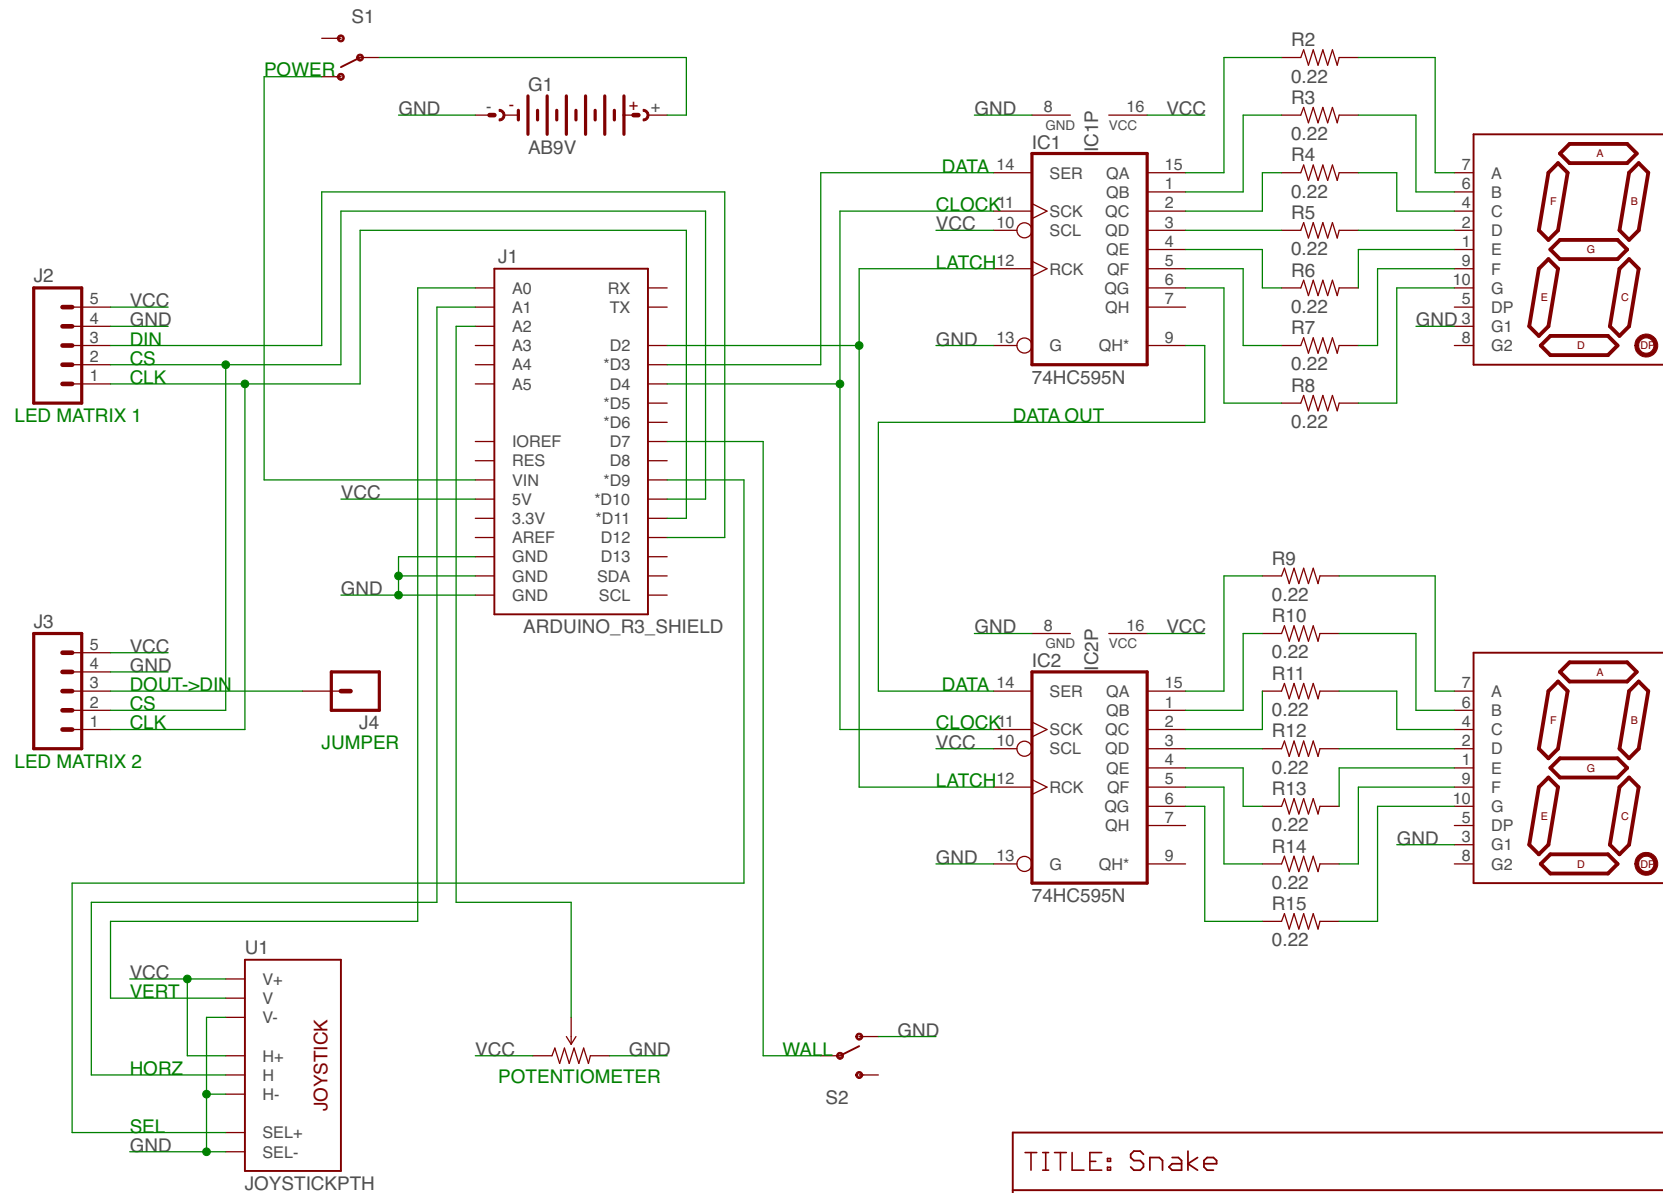 S1
POWER
G1
GND
- - + +
AB9V
J2
5 VCC
4 GND
3 DIN
2 CS
1 CLK
LED MATRIX 1
J3
5 VCC
4 GND
3 DOUT->DIN
2 CS
1 CLK
LED MATRIX 2
J4
JUMPER
J1
A0 RX
A1 TX
A2
A3 D2
A4 *D3
A5 D4
*D5
*D6
IOREF D7
RES D8
VCC
VIN *D9
5V *D10
3.3V *D11
AREF D12
GND D13
GND SDA
GND
GND SCL
ARDUINO_R3_SHIELD
U1
VCC V+
VERT V
V-
H+
HORZ H
H-
SEL SEL+
GND SEL-
JOYSTICK
JOYSTICKPTH
VCC GND
POTENTIOMETER
WALL
GND
S2
GND 8 16 VCC
GND VCC
IC1P
IC1
DATA 14 SER QA 15
QB 1
CLOCK 11 SCK QC 2
VCC 10 SCL QD 3
QE 4
LATCH 12 RCK QF 5
QG 6
QH 7
GND 13 G QH* 9
74HC595N
DATA OUT
R2
0.22
R3
0.22
R4
0.22
R5
0.22
R6
0.22
R7
0.22
R8
0.22
7 A
6 B
4 C
2 D
1 E
9 F
10 G
5 DP
GND 3 G1
8 G2
A
F B
G
E C
D DP
GND 8 16 VCC
GND VCC
IC2P
IC2
DATA 14 SER QA 15
QB 1
CLOCK 11 SCK QC 2
VCC 10 SCL QD 3
QE 4
LATCH 12 RCK QF 5
QG 6
QH 7
GND 13 G QH* 9
74HC595N
R9
0.22
R10
0.22
R11
0.22
R12
0.22
R13
0.22
R14
0.22
R15
0.22
7 A
6 B
4 C
2 D
1 E
9 F
10 G
5 DP
GND 3 G1
8 G2
A
F B
G
E C
D DP
TITLE: Snake